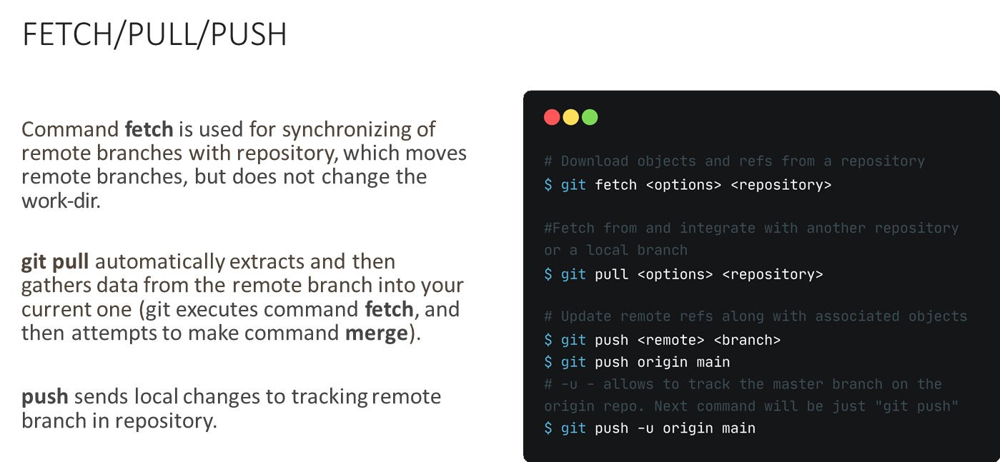 FETCH/PULL/PUSH
Command fetch is used for synchronizing of
remote branches with repository, which moves
remote branches, but does not change the
work-dir.
git pull automatically extracts and then
gathers data from the remote branch into your
current one (git executes command fetch, and
then attempts to make command merge).
push sends local changes to tracking remote
branch in repository.
# Download objects and refs from a repository
$ git fetch <options> <repository>
#Fetch from and integrate with another repository
or a local branch
$ git pull <options> <repository>
# Update remote refs along with associated objects
$ git push <remote> <branch>
$ git push origin main
# -u - allows to track the master branch on the
origin repo. Next command will be just "git push"
$ git push -u origin main